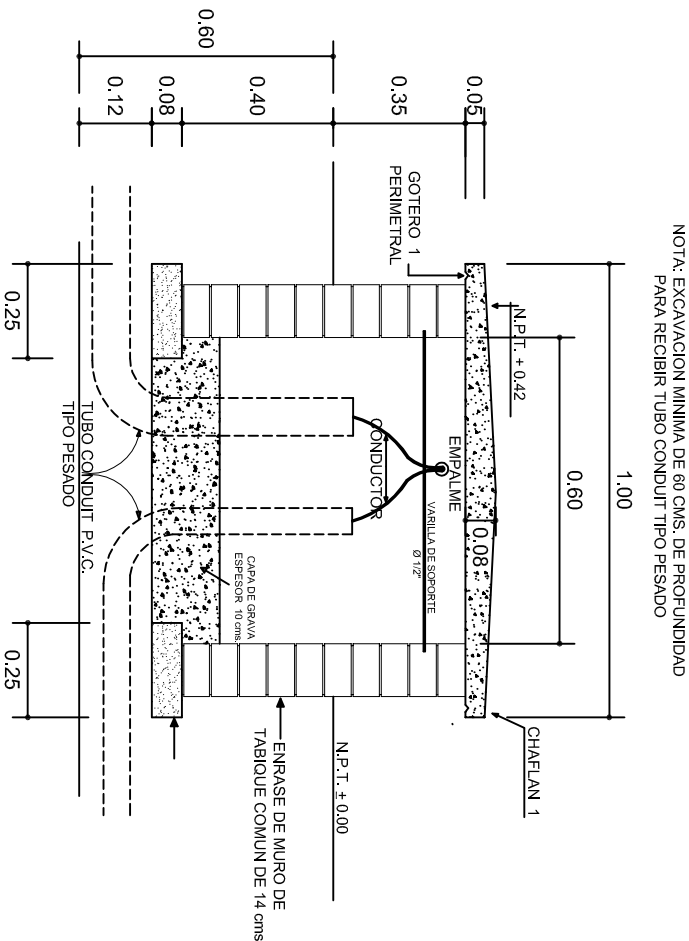 NOTA: EXCAVACION MINIMA DE 60 CMS. DE PROFUNDIDAD
PARA RECIBIR TUBO CONDUIT TIPO PESADO
1.00
0.60
CHAFLAN 1
N.P.T. + 0.42
0.08
GOTERO 1
PERIMETRAL
EMPALME
VARILLA DE SOPORTE
Ø 1/2"
CONDUCTOR
N.P.T. ± 0.00
CAPA DE GRAVA
ESPESOR 10 cms.
ENRASE DE MURO DE
TABIQUE COMUN DE 14 cms
TUBO CONDUIT P.V.C.
TIPO PESADO
0.05
0.35
0.40
0.08
0.12
0.60
0.25
0.25